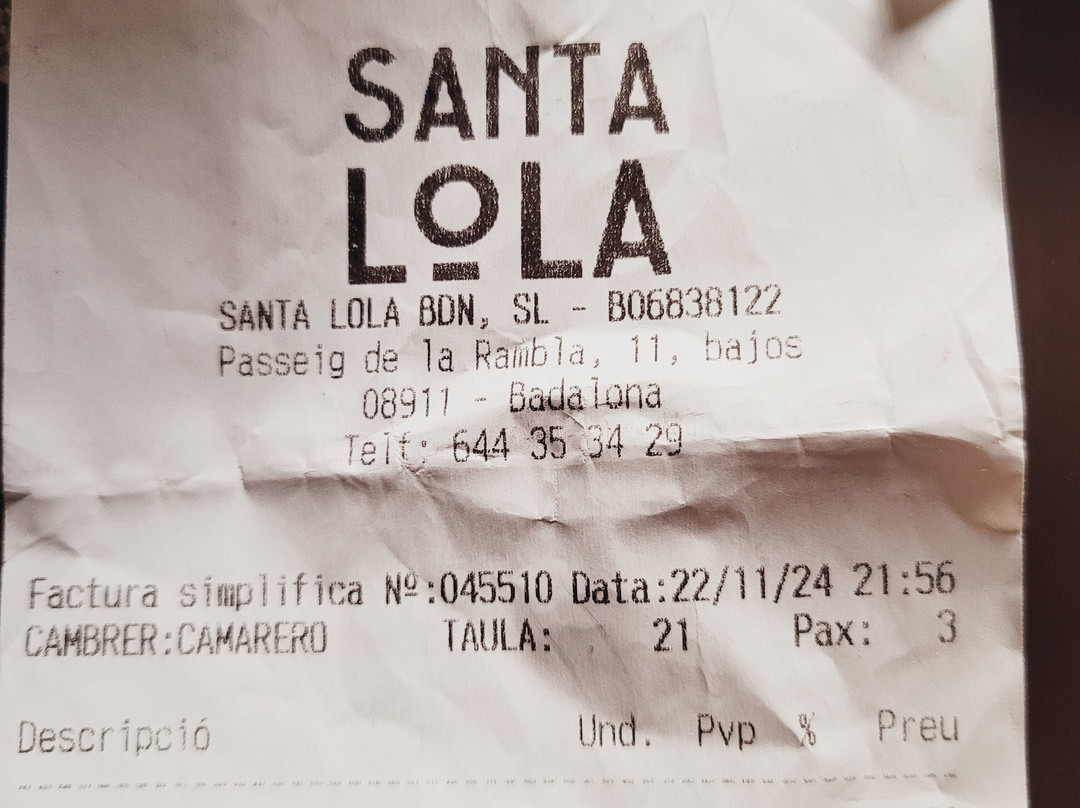 SANTA
LOLA
SANTA LOLA BDN, SL - B06838122
Passeig de la Rambla, 11, bajos
08911 - Badalona
Telf: 644 35 34 29
Factura simplifica Nº:045510 Data:22/11/24 21:56
CAMBRER:CAMARERO TAULA: 21 Pax: 3
Descripció Und. Pvp % Preu